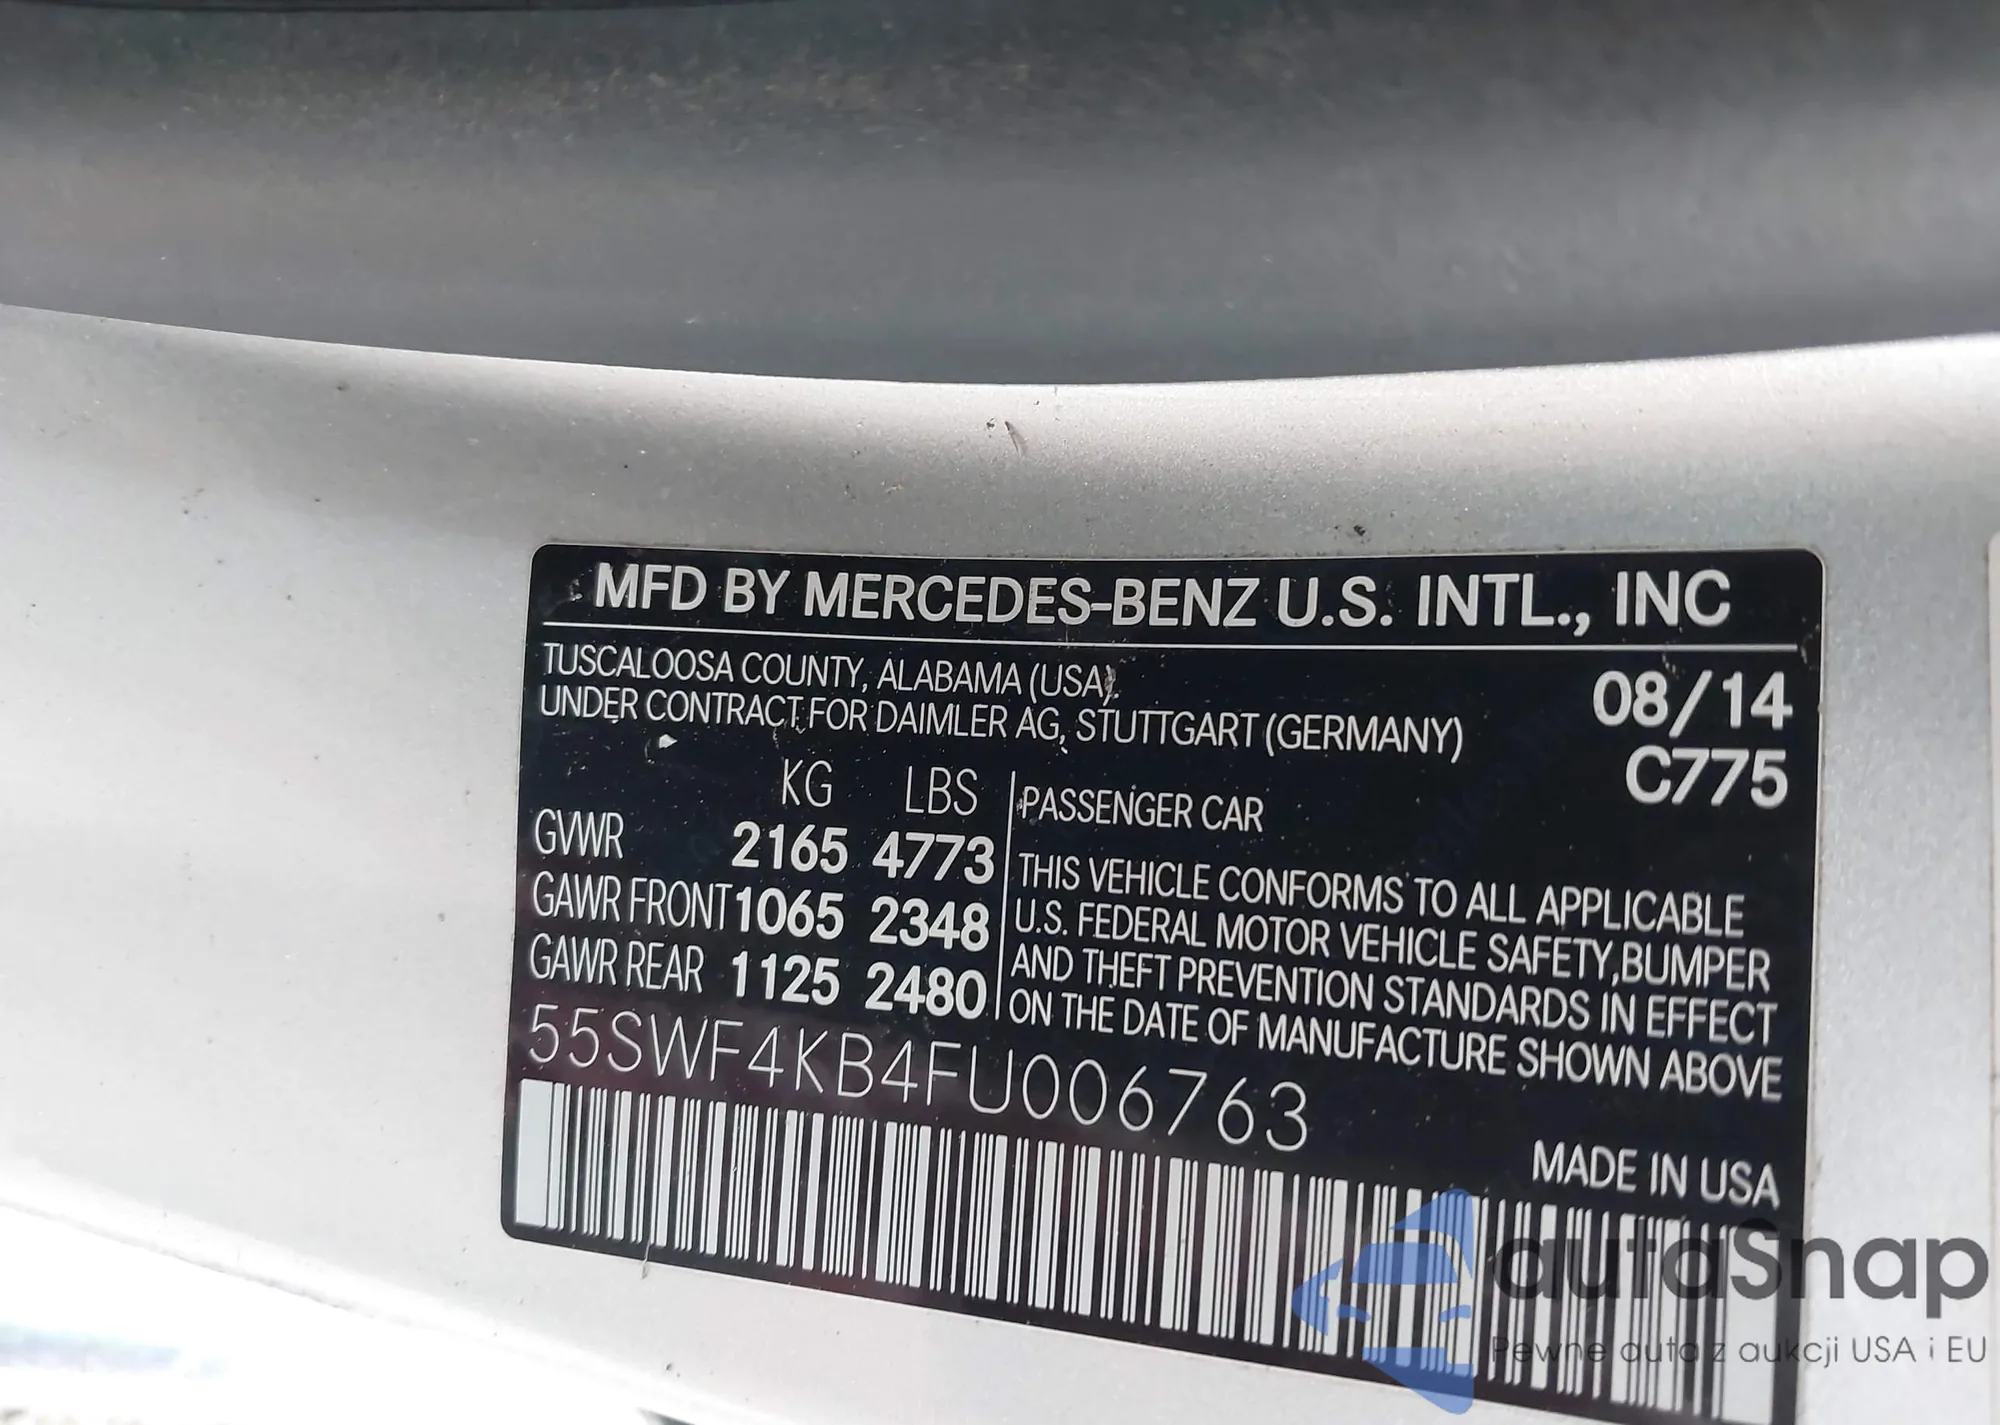 MFD BY MERCEDES-BENZ U.S. INTL., INC
TUSCALOOSA COUNTY, ALABAMA (USA).
UNDER CONTRACT FOR DAIMLER AG, STUTTGART (GERMANY)
08/14
C775
KG LBS
GVWR 2165 4773
GAWR FRONT 1065 2348
GAWR REAR 1125 2480
PASSENGER CAR
THIS VEHICLE CONFORMS TO ALL APPLICABLE
U.S. FEDERAL MOTOR VEHICLE SAFETY,BUMPER
AND THEFT PREVENTION STANDARDS IN EFFECT
ON THE DATE OF MANUFACTURE SHOWN ABOVE
55SWF4KB4FU006763
MADE IN USA
autaSnap
Pewne auta z aukcji USA i EU